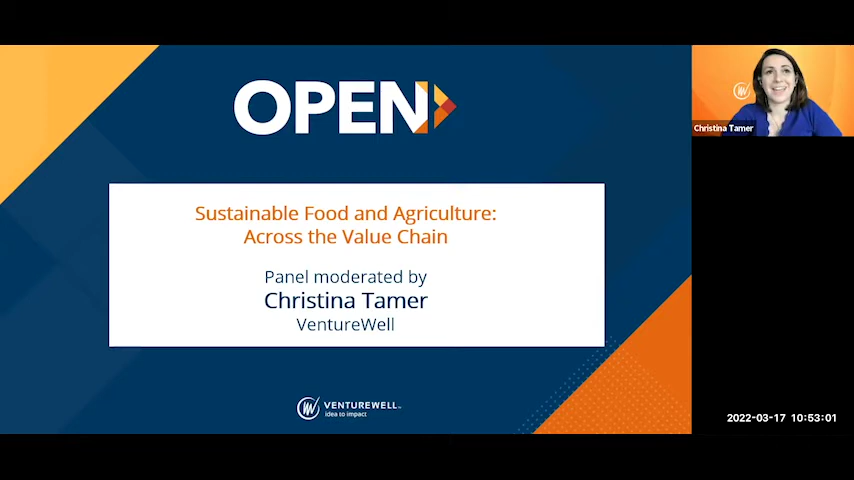 OPEN
Sustainable Food and Agriculture:
Across the Value Chain
Panel moderated by
Christina Tamer
VentureWell
VENTUREWELL
idea to impact
Christina Tamer
2022-03-17 10:53:01